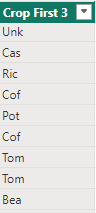 Crop First 3
Unk
Cas
Ric
Cof
Pot
Cof
Tom
Tom
Bea